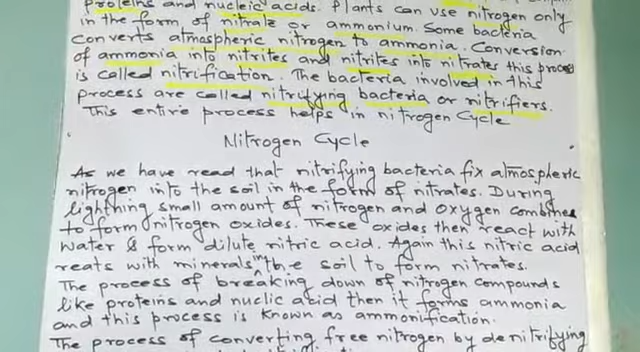 proteins and nucleic acids. Plants can use nitrogen only
in the form of nitrate or ammonium. Some bacteria
converts atmospheric nitrogen to ammonia. Conversion
of ammonia into nitrites and nitrites into nitrates this process
is called nitrification. The bacteria involved in this
process are called nitrifying bacteria or nitrifiers.
This entire process helps in nitrogen cycle
Nitrogen Cycle
As we have read that nitrifying bacteria fix atmospheric
nitrogen into the soil in the form of nitrates. During
lightning small amount of nitrogen and oxygen combines
to form nitrogen oxides. These oxides then react with
water & form dilute nitric acid. Again this nitric acid
reats with minerals in the soil to form nitrates.
The process of breaking down of nitrogen compounds
like proteins and nuclic acid then it forms ammonia
and this process is known as ammonification.
The process of converting free nitrogen by denitrifying